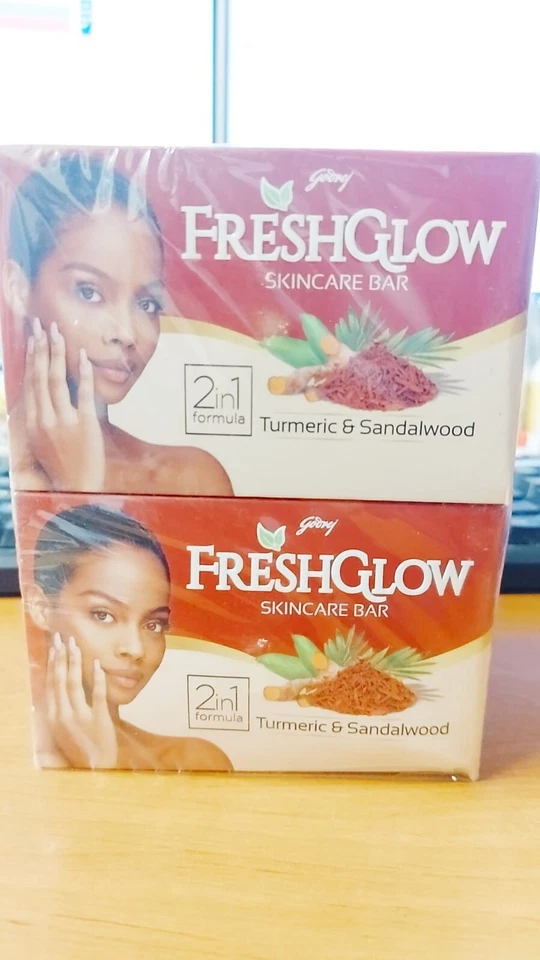 Godrej
FRESHGLOW
SKINCARE BAR
2in1
formula
Turmeric & Sandalwood
Godrej
FRESHGLOW
SKINCARE BAR
2in1
formula
Turmeric & Sandalwood